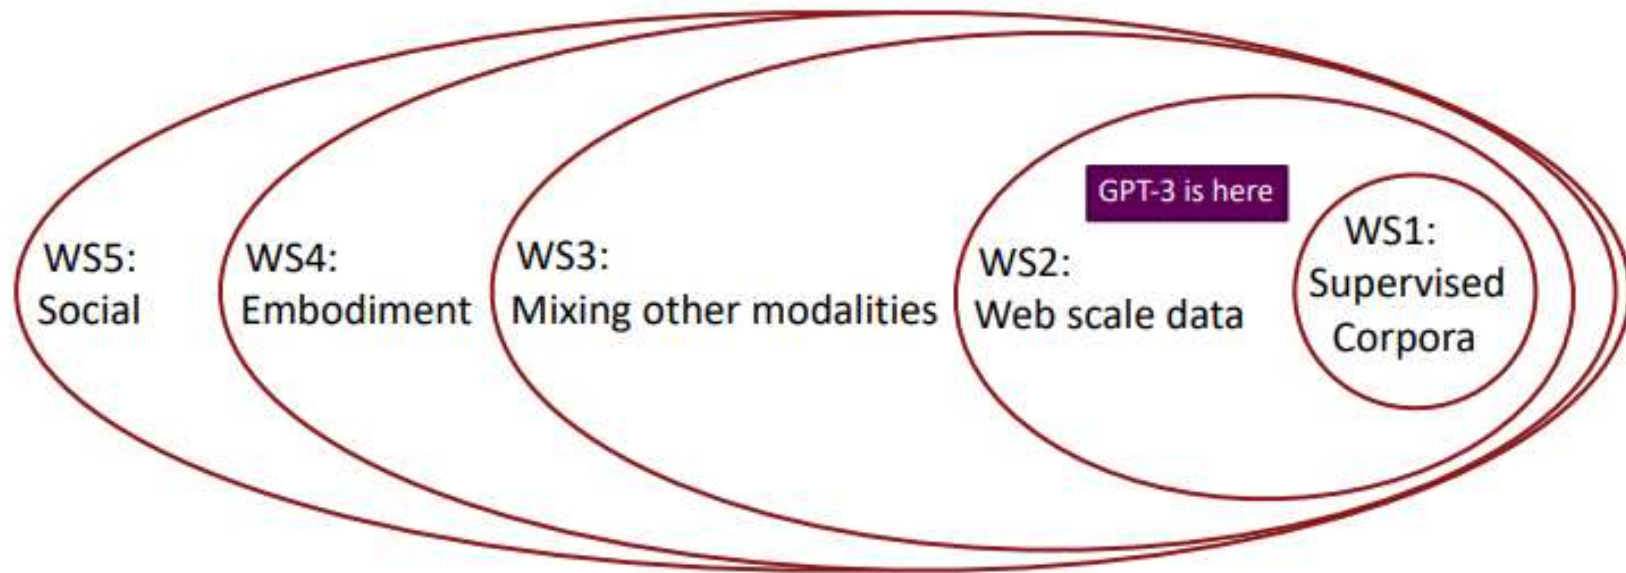 WS5:
Social
WS4:
Embodiment
WS3:
Mixing other modalities
WS2:
Web scale data
GPT-3 is here
WS1:
Supervised
Corpora